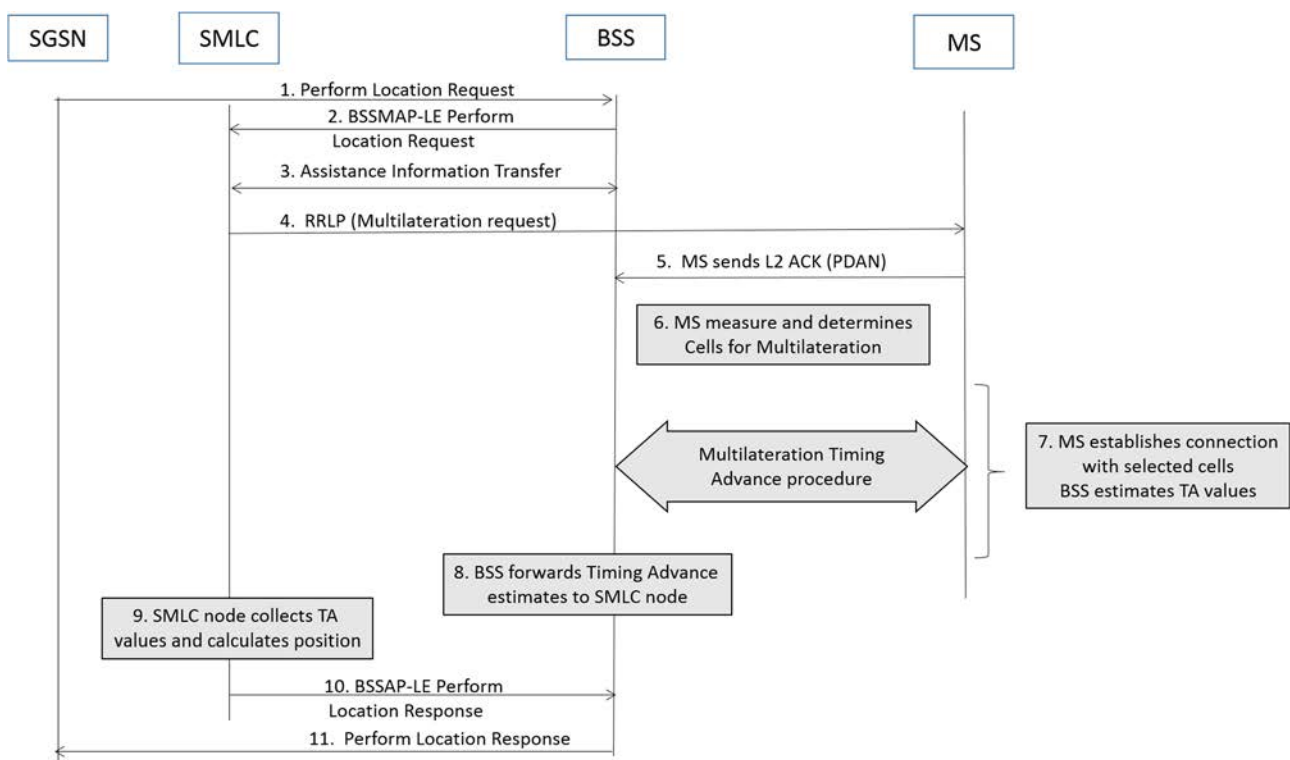 SGSN
SMLC
BSS
MS
1. Perform Location Request
2. BSSMAP-LE Perform
Location Request
3. Assistance Information Transfer
4. RRLP (Multilateration request)
5. MS sends L2 ACK (PDAN)
6. MS measure and determines
Cells for Multilateration
Multilateration Timing
Advance procedure
7. MS establishes connection
with selected cells
BSS estimates TA values
8. BSS forwards Timing Advance
estimates to SMLC node
9. SMLC node collects TA
values and calculates position
10. BSSAP-LE Perform
Location Response
11. Perform Location Response